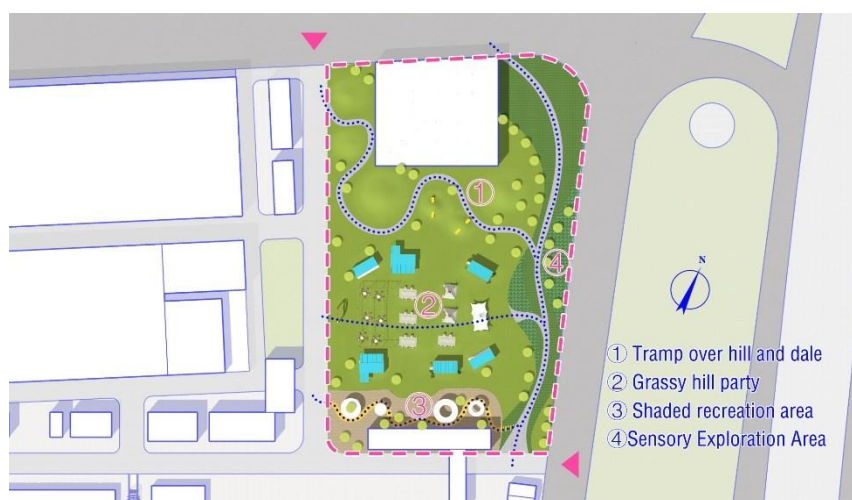 ①
④
②
③
N
① Tramp over hill and dale
② Grassy hill party
③ Shaded recreation area
④Sensory Exploration Area